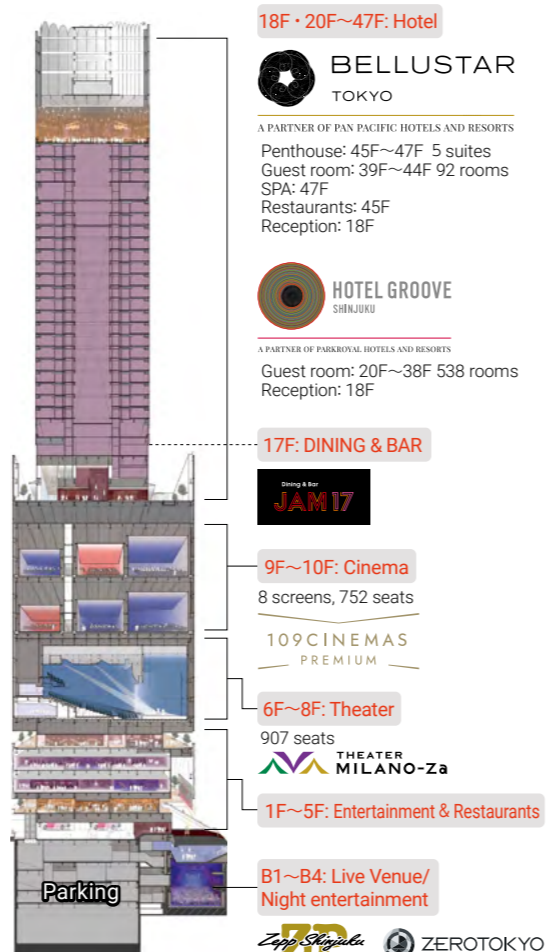 18F・20F～47F: Hotel
BELLUSTAR
TOKYO
A PARTNER OF PAN PACIFIC HOTELS AND RESORTS
Penthouse: 45F～47F 5 suites
Guest room: 39F～44F 92 rooms
SPA: 47F
Restaurants: 45F
Reception: 18F
HOTEL GROOVE
SHINJUKU
A PARTNER OF PARKROYAL HOTELS AND RESORTS
Guest room: 20F～38F 538 rooms
Reception: 18F
17F: DINING & BAR
Dining & Bar
JAM17
9F～10F: Cinema
8 screens, 752 seats
109CINEMAS
PREMIUM
6F～8F: Theater
907 seats
THEATER
MILANO-Za
1F～5F: Entertainment & Restaurants
B1～B4: Live Venue/
Night entertainment
Parking
Zepp Shinjuku
ZEROTOKYO